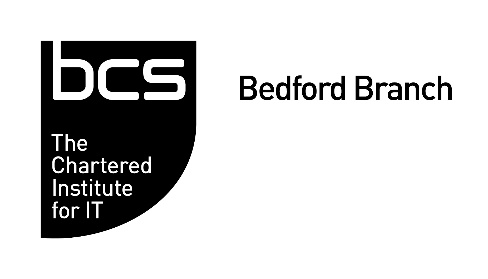 bcs
The
Chartered
Institute
for IT
Bedford Branch